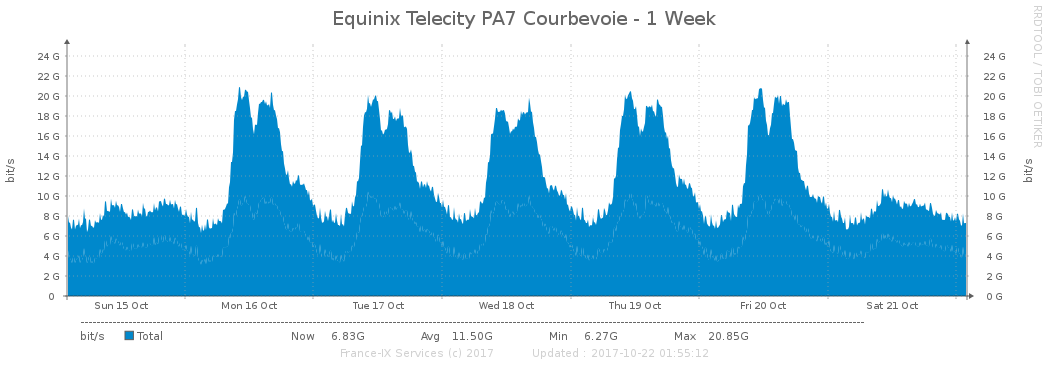 Equinix Telecity PA7 Courbevoie - 1 Week
RRDTOOL / TOBI OETIKER
bit/s
24 G 24 G
22 G 22 G
20 G 20 G
18 G 18 G
16 G 16 G
14 G 14 G
12 G 12 G
10 G 10 G
8 G 8 G
6 G 6 G
4 G 4 G
2 G 2 G
0 0 G
bit/s
Sun 15 Oct Mon 16 Oct Tue 17 Oct Wed 18 Oct Thu 19 Oct Fri 20 Oct Sat 21 Oct
bit/s Total Now 6.83G Avg 11.50G Min 6.27G Max 20.85G
France-IX Services (c) 2017 Updated : 2017-10-22 01:55:12